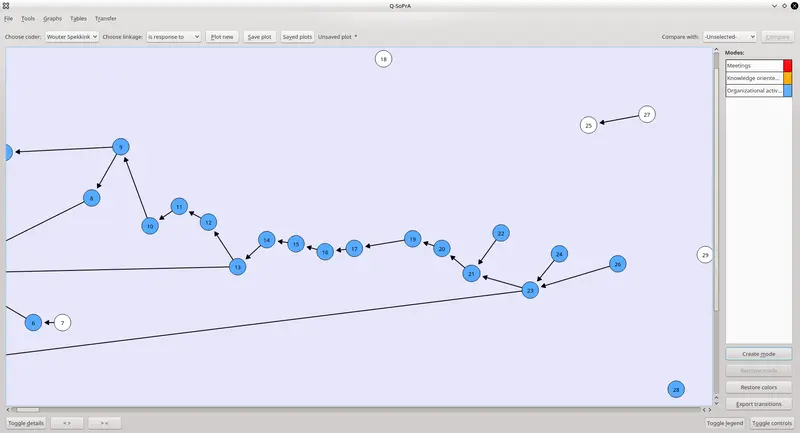 Q-SoPrA
File Tools Graphs Tables Transfer
Choose coder: Wouter Spekkink Choose linkage: is response to Plot new Save plot Saved plots Unsaved plot * Compare with: -Unselected- Compare
Modes:
Meetings
Knowledge oriente...
Organizational activ...
18
27
25
9
8
11
12
10
14
15
16
17
19
20
22
24
26
29
13
21
23
6
7
28
Create mode
Remove mode
Restore colors
Export transitions
Toggle details < > > < Toggle legend Toggle controls